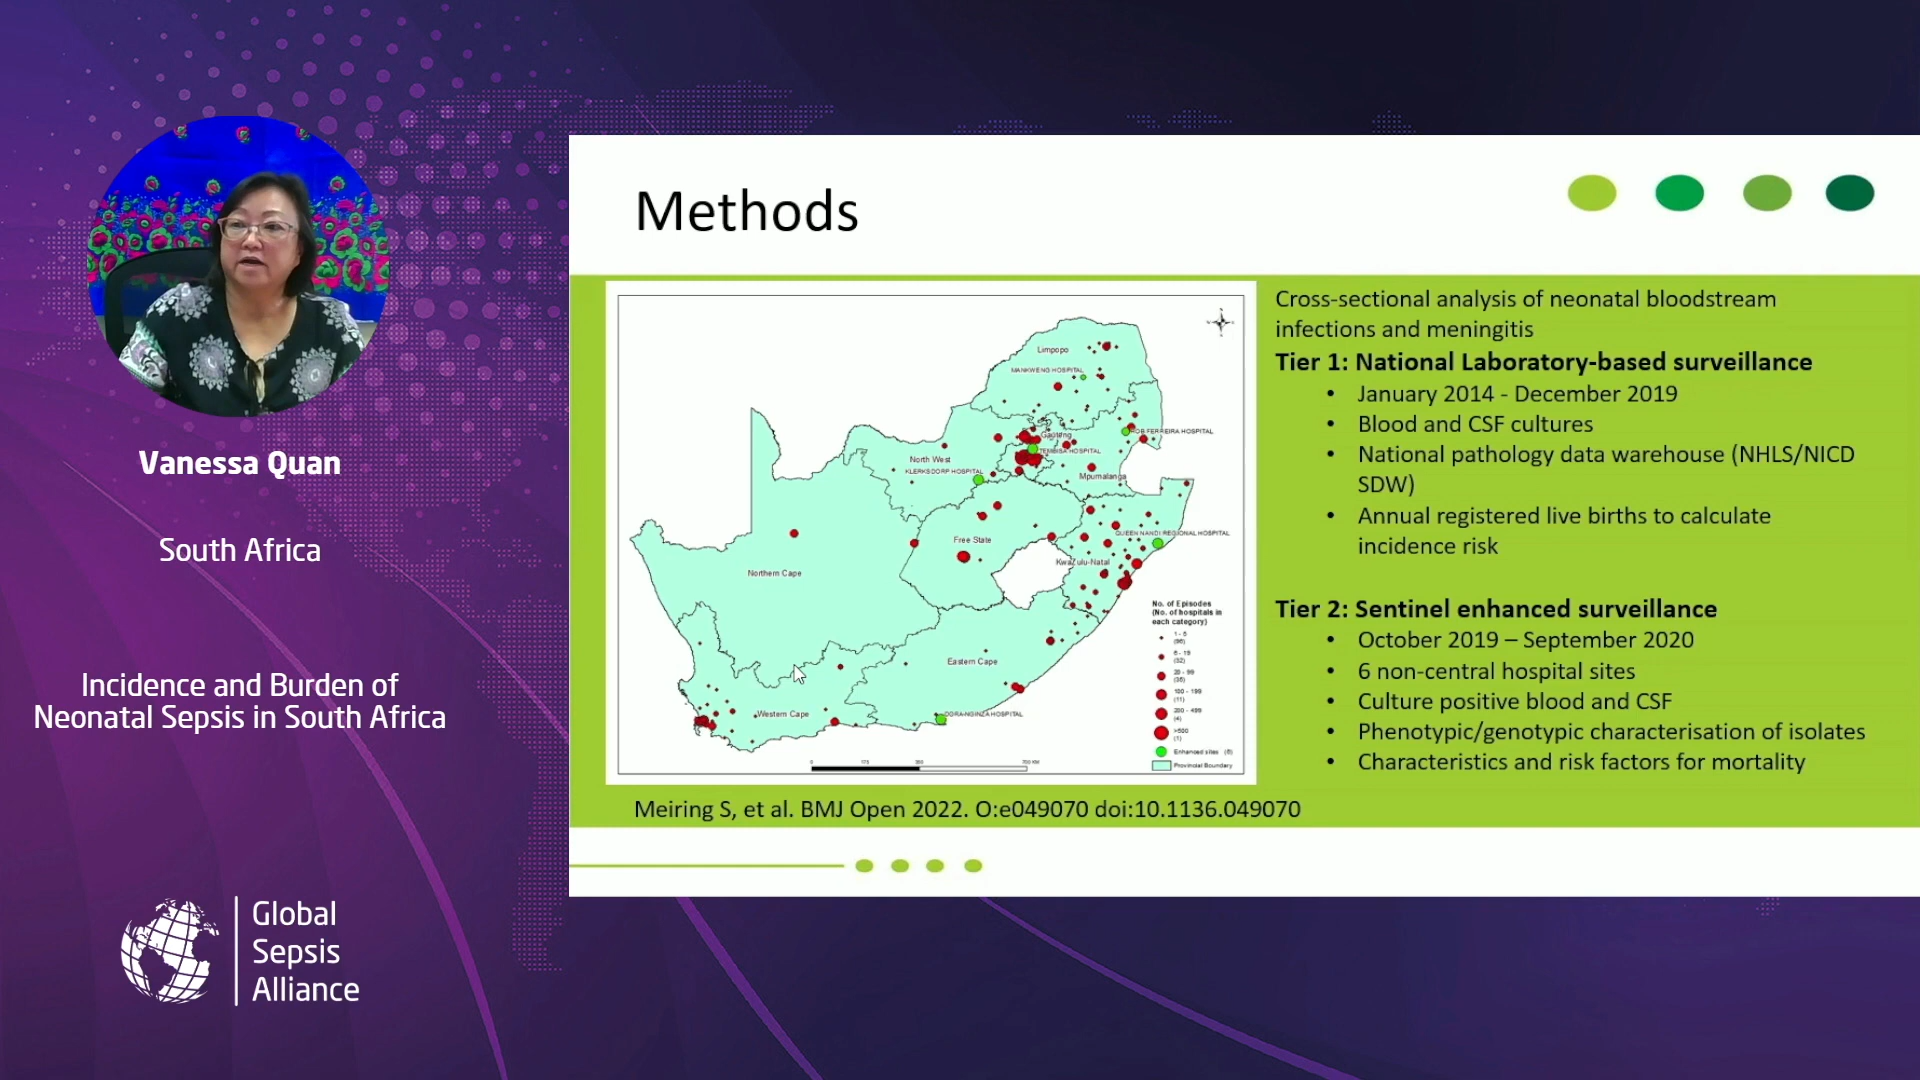 Vanessa Quan
South Africa
Incidence and Burden of
Neonatal Sepsis in South Africa
Global
Sepsis
Alliance
Methods
Limpopo
MANKWENG HOSPITAL
ROB FERREIRA HOSPITAL
Gauteng
TEMBISA HOSPITAL
North West
KLERKSDORP HOSPITAL
Mpumalanga
QUEEN NANDI REGIONAL HOSPITAL
Free State
KwaZulu-Natal
Northern Cape
Eastern Cape
Western Cape
DORA-NGINZA HOSPITAL
No. of Episodes
(No. of hospitals in
each category)
1 - 5
(96)
6 - 19
(32)
20 - 99
(35)
100 - 199
(11)
200 - 499
(4)
>500
(1)
Enhanced sites (6)
Provincial Boundary
Cross-sectional analysis of neonatal bloodstream
infections and meningitis
Tier 1: National Laboratory-based surveillance
• January 2014 - December 2019
• Blood and CSF cultures
• National pathology data warehouse (NHLS/NICD
SDW)
• Annual registered live births to calculate
incidence risk
Tier 2: Sentinel enhanced surveillance
• October 2019 – September 2020
• 6 non-central hospital sites
• Culture positive blood and CSF
• Phenotypic/genotypic characterisation of isolates
• Characteristics and risk factors for mortality
Meiring S, et al. BMJ Open 2022. O:e049070 doi:10.1136.049070